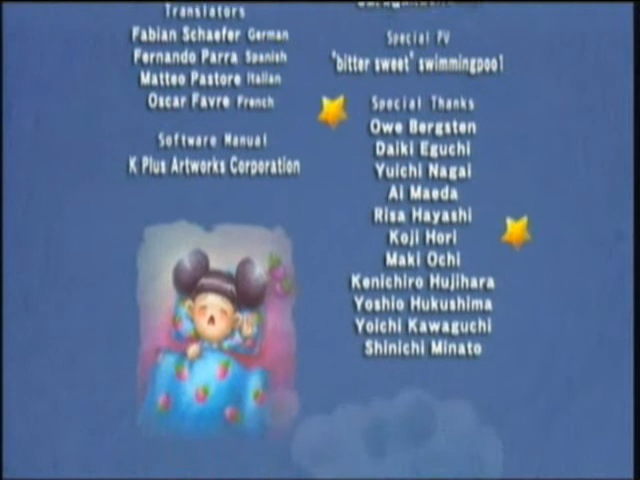 Translators
Fabian Schaefer German
Fernando Parra Spanish
Matteo Pastore Italian
Oscar Favre French
Software Manual
K Plus Artworks Corporation
Special PV
"bitter sweet" swimmingpool
Special Thanks
Owe Bergsten
Daiki Eguchi
Yuichi Nagai
Ai Maeda
Risa Hayashi
Koji Hori
Maki Ochi
Kenichiro Hujihara
Yoshio Hukushima
Yoichi Kawaguchi
Shinichi Minato